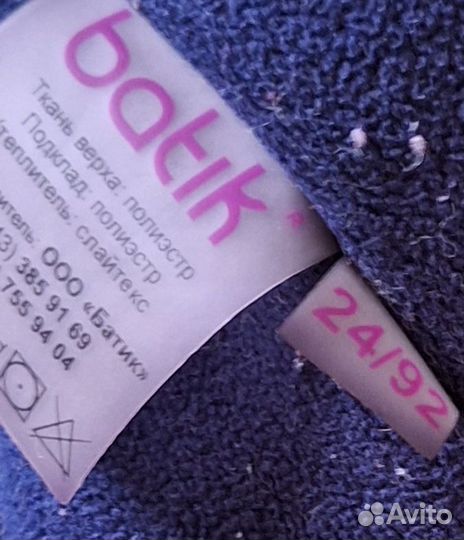 batik
Ткань верха: полиэстр
Подклад: полиэстр
Утеплитель: слайтекс
ООО «Батик»
385 91 69
755 94 04
24/92
Avito